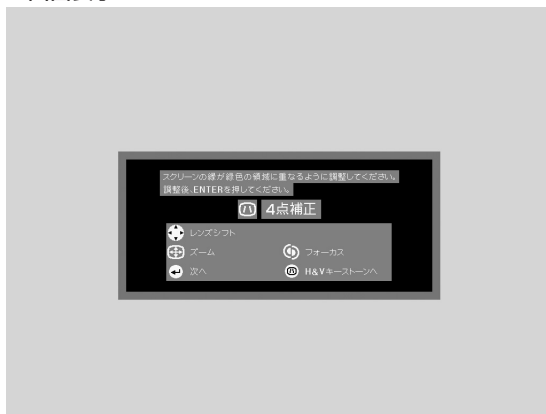 スクリーンの縁が緑色の領域に重なるように調整してください。
調整後、ENTERを押してください。
4点補正
レンズシフト
ズーム
フォーカス
次へ
H&Vキーストーンへ